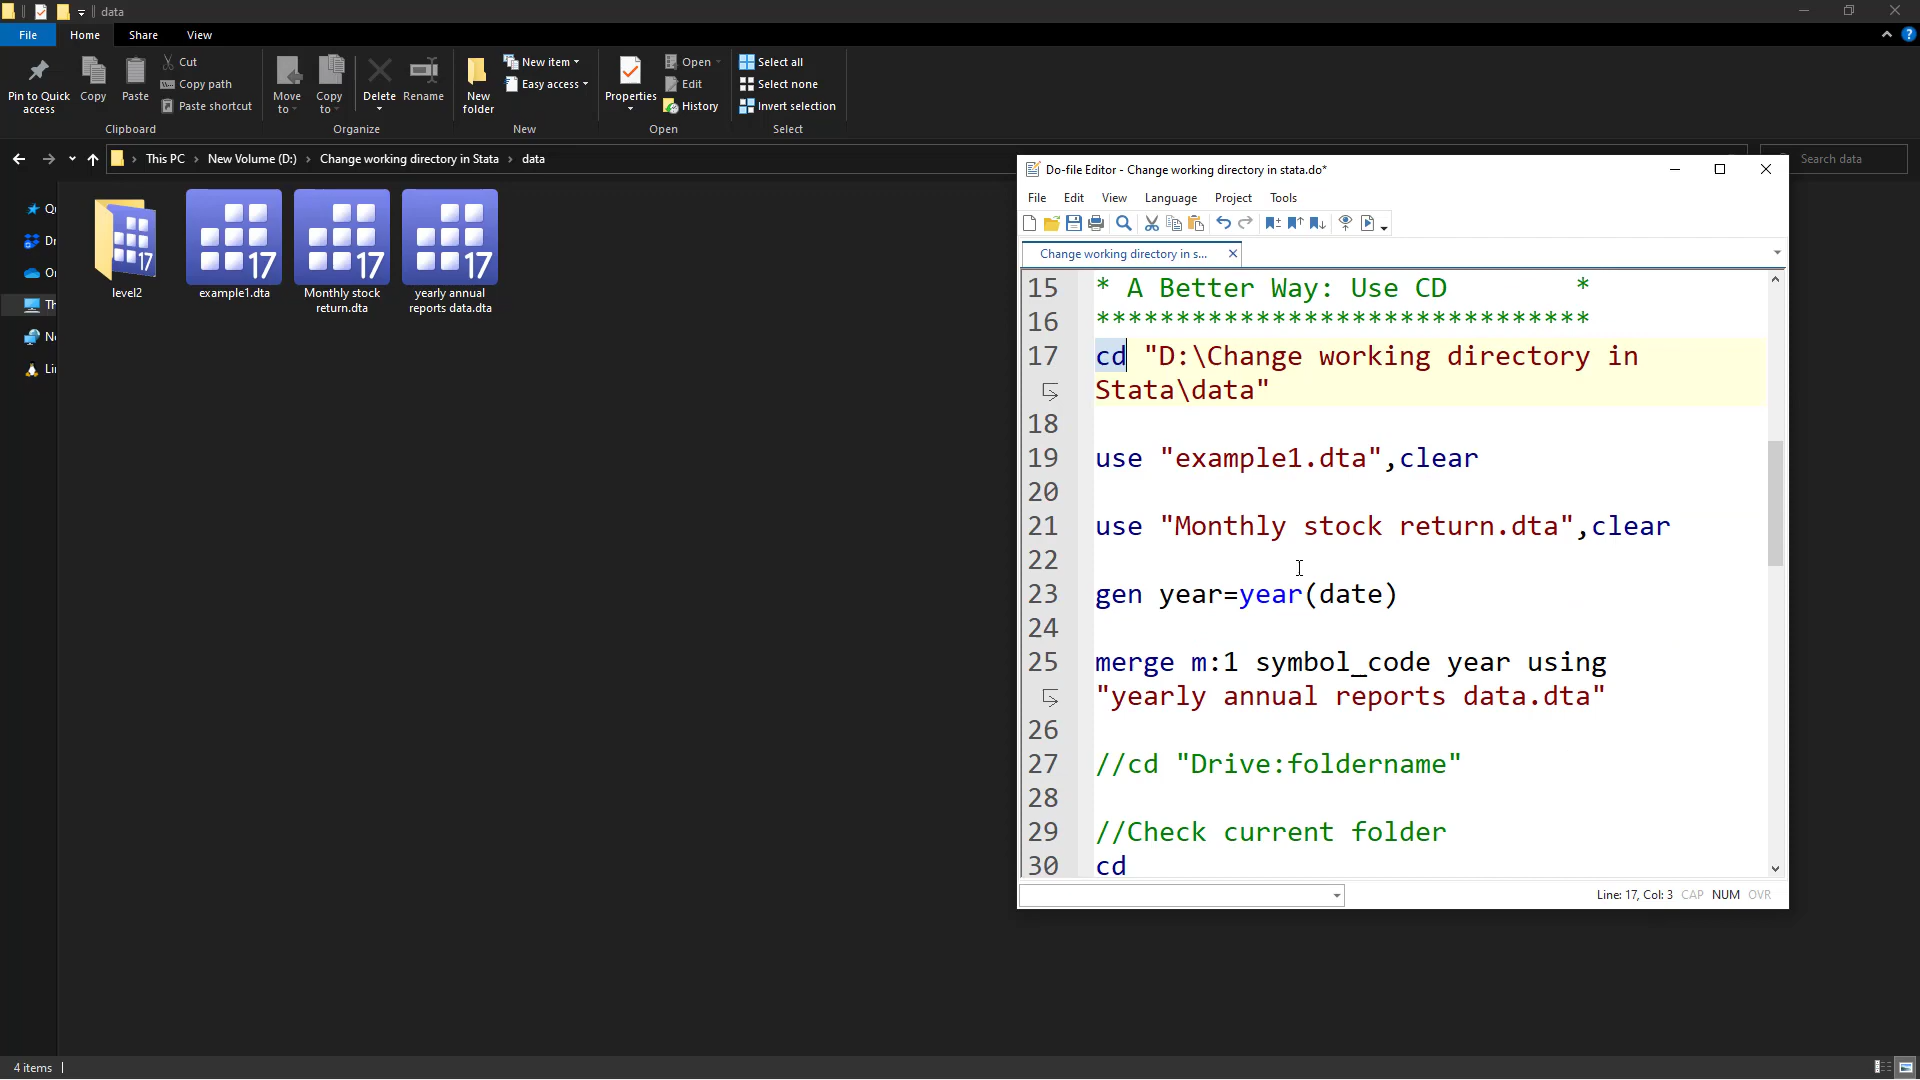 data
File
Home
Share
View
Pin to Quick
access
Copy
Paste
Cut
Copy path
Paste shortcut
Clipboard
Move
to
Copy
to
Delete
Rename
Organize
New
folder
New item
Easy access
New
Properties
Open
Edit
History
Open
Select all
Select none
Invert selection
Select
This PC › New Volume (D:) › Change working directory in Stata › data
Search data
level2
17
example1.dta
17
Monthly stock
return.dta
17
yearly annual
reports data.dta
17
4 items
Do-file Editor - Change working directory in stata.do*
File Edit View Language Project Tools
Change working directory in s...
15 * A Better Way: Use CD *
16 *******************************
17 cd "D:\Change working directory in
Stata\data"
18
19 use "example1.dta",clear
20
21 use "Monthly stock return.dta",clear
22
23 gen year=year(date)
24
25 merge m:1 symbol_code year using
"yearly annual reports data.dta"
26
27 //cd "Drive:foldername"
28
29 //Check current folder
30 cd
Line: 17, Col: 3 CAP NUM OVR